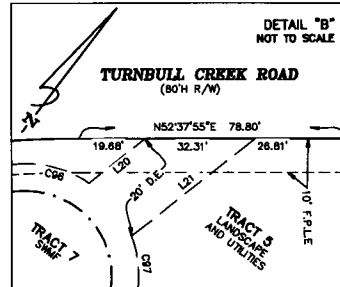 DETAIL "B"
NOT TO SCALE
TURNBULL CREEK ROAD
(80'H R/W)
N52°37'55"E 78.80'
19.68' 32.31' 26.81'
-N-
C96
L20
20' D.E.
L21
10' F.P.L.E
TRACT 7
SWMF
TRACT 5
LANDSCAPE
AND UTILITIES
C97